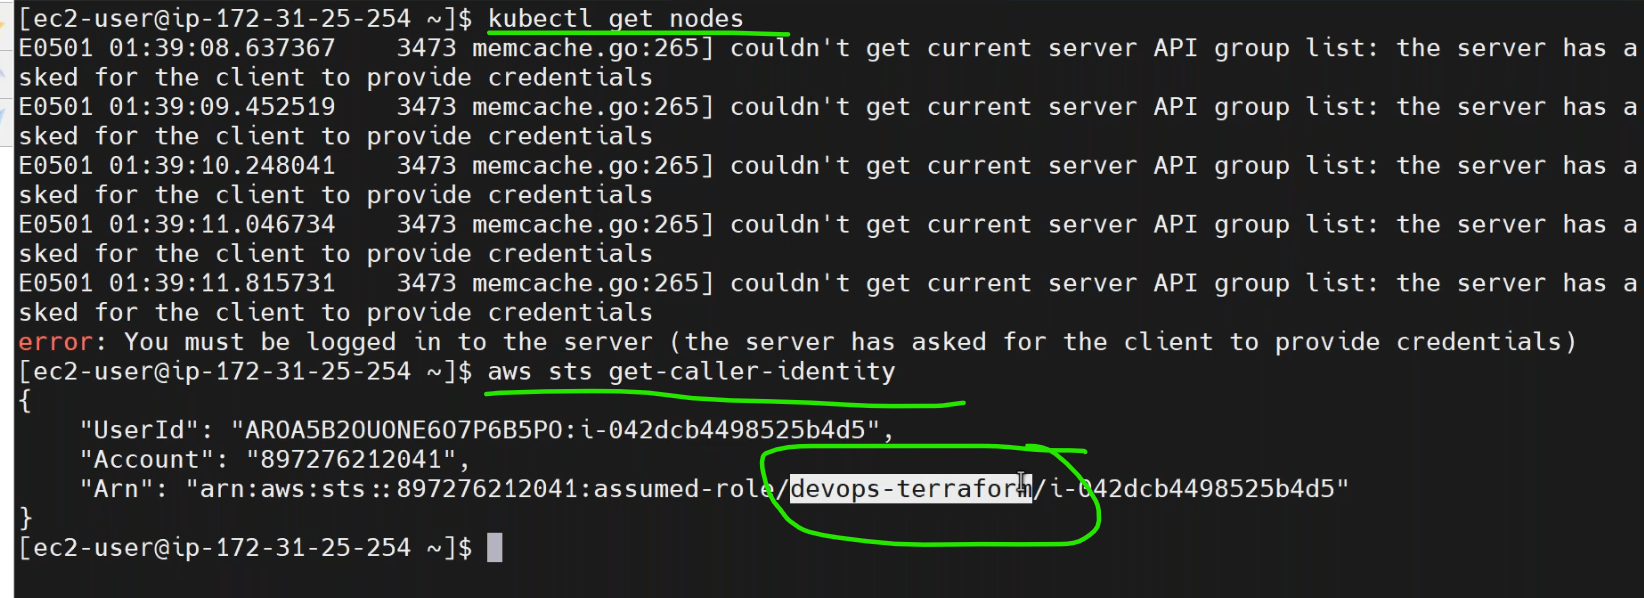 [ec2-user@ip-172-31-25-254 ~]$ kubectl get nodes
E0501 01:39:08.637367    3473 memcache.go:265] couldn't get current server API group list: the server has a
sked for the client to provide credentials
E0501 01:39:09.452519    3473 memcache.go:265] couldn't get current server API group list: the server has a
sked for the client to provide credentials
E0501 01:39:10.248041    3473 memcache.go:265] couldn't get current server API group list: the server has a
sked for the client to provide credentials
E0501 01:39:11.046734    3473 memcache.go:265] couldn't get current server API group list: the server has a
sked for the client to provide credentials
E0501 01:39:11.815731    3473 memcache.go:265] couldn't get current server API group list: the server has a
sked for the client to provide credentials
error: You must be logged in to the server (the server has asked for the client to provide credentials)
[ec2-user@ip-172-31-25-254 ~]$ aws sts get-caller-identity
{
    "UserId": "AROA5B2OUONE6O7P6B5PO:i-042dcb4498525b4d5",
    "Account": "897276212041",
    "Arn": "arn:aws:sts::897276212041:assumed-role/devops-terraform/i-042dcb4498525b4d5"
}
[ec2-user@ip-172-31-25-254 ~]$